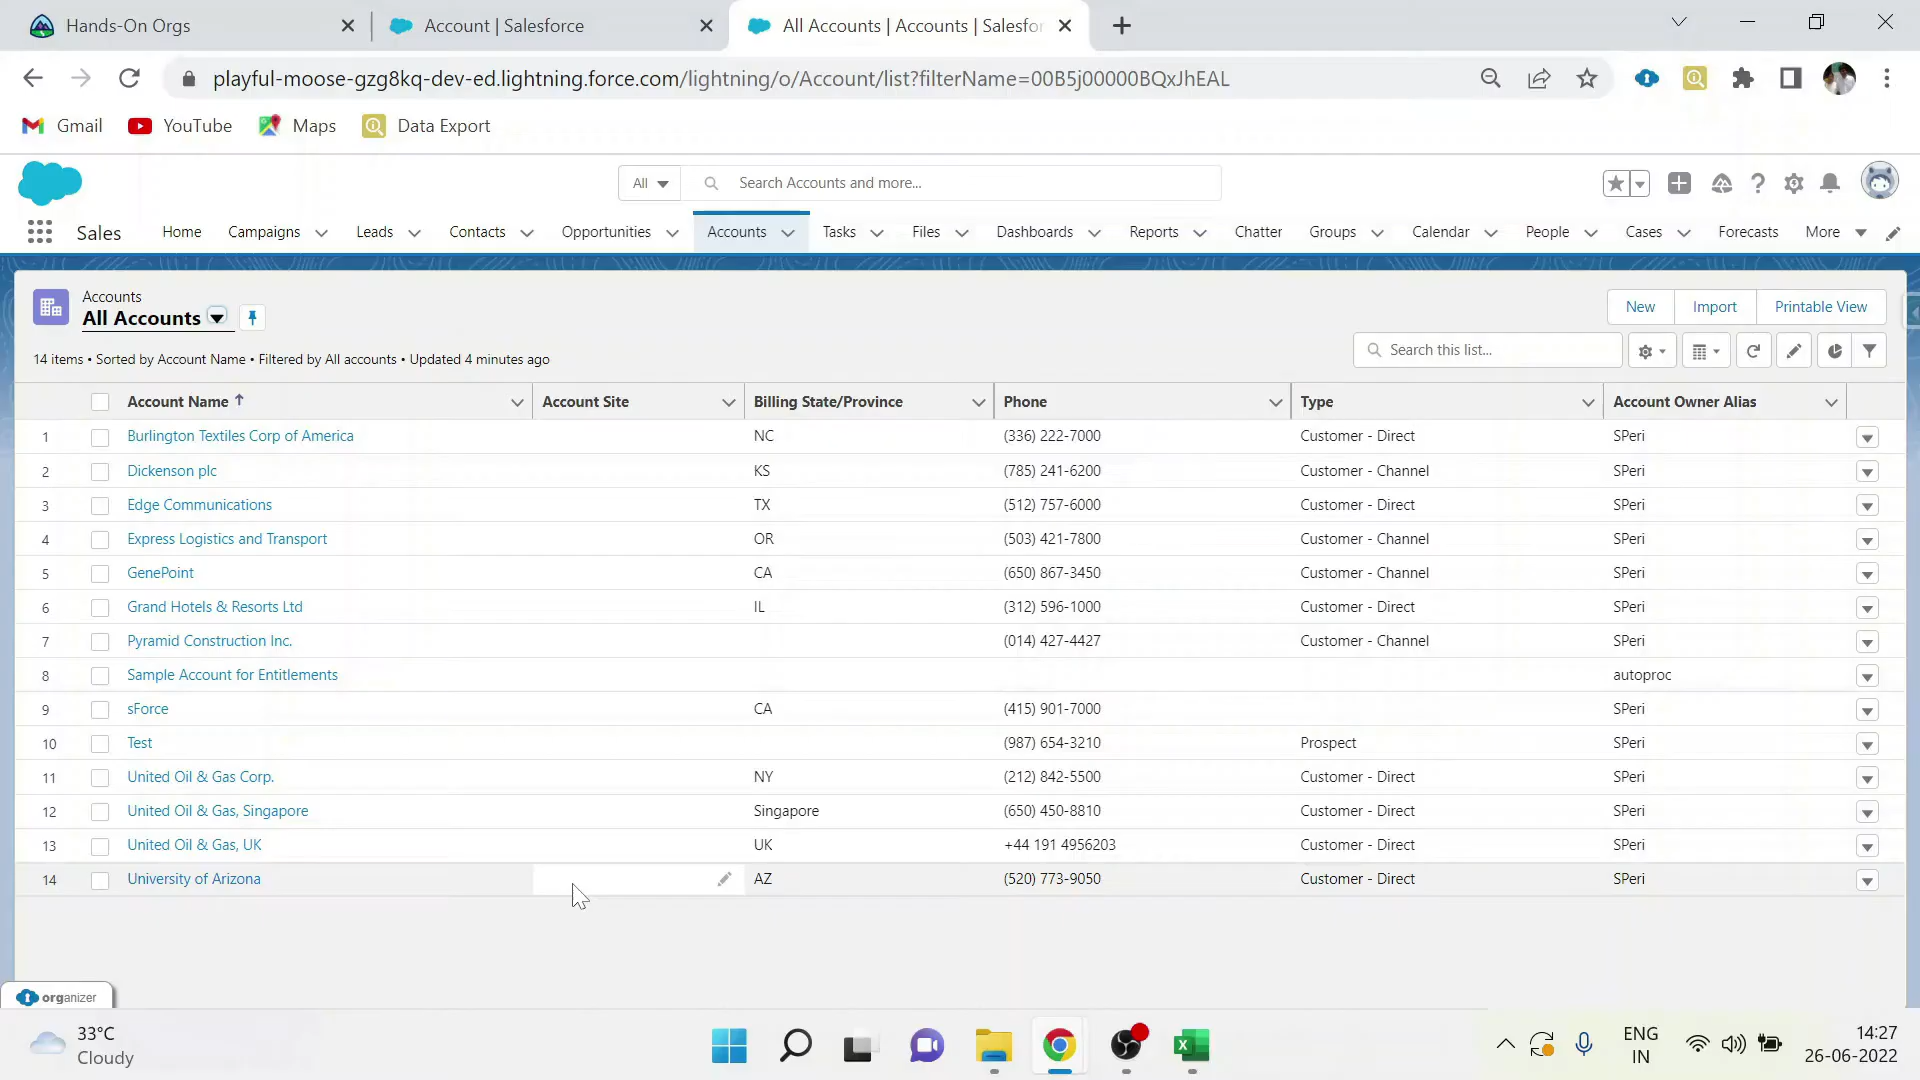 Hands-On Orgs
Account | Salesforce
All Accounts | Accounts | Salesfor
playful-moose-gzg8kq-dev-ed.lightning.force.com/lightning/o/Account/list?filterName=00B5j00000BQxJhEAL
Gmail YouTube Maps Data Export
All Search Accounts and more...
Sales Home Campaigns Leads Contacts Opportunities Accounts Tasks Files Dashboards Reports Chatter Groups Calendar People Cases Forecasts More
Accounts
All Accounts
New Import Printable View
14 items • Sorted by Account Name • Filtered by All accounts • Updated 4 minutes ago
Search this list...
Account Name Account Site Billing State/Province Phone Type Account Owner Alias
1 Burlington Textiles Corp of America NC (336) 222-7000 Customer - Direct SPeri
2 Dickenson plc KS (785) 241-6200 Customer - Channel SPeri
3 Edge Communications TX (512) 757-6000 Customer - Direct SPeri
4 Express Logistics and Transport OR (503) 421-7800 Customer - Channel SPeri
5 GenePoint CA (650) 867-3450 Customer - Channel SPeri
6 Grand Hotels & Resorts Ltd IL (312) 596-1000 Customer - Direct SPeri
7 Pyramid Construction Inc. (014) 427-4427 Customer - Channel SPeri
8 Sample Account for Entitlements autoproc
9 sForce CA (415) 901-7000 SPeri
10 Test (987) 654-3210 Prospect SPeri
11 United Oil & Gas Corp. NY (212) 842-5500 Customer - Direct SPeri
12 United Oil & Gas, Singapore Singapore (650) 450-8810 Customer - Direct SPeri
13 United Oil & Gas, UK UK +44 191 4956203 Customer - Direct SPeri
14 University of Arizona AZ (520) 773-9050 Customer - Direct SPeri
organizer
33°C
Cloudy
ENG
IN
14:27
26-06-2022